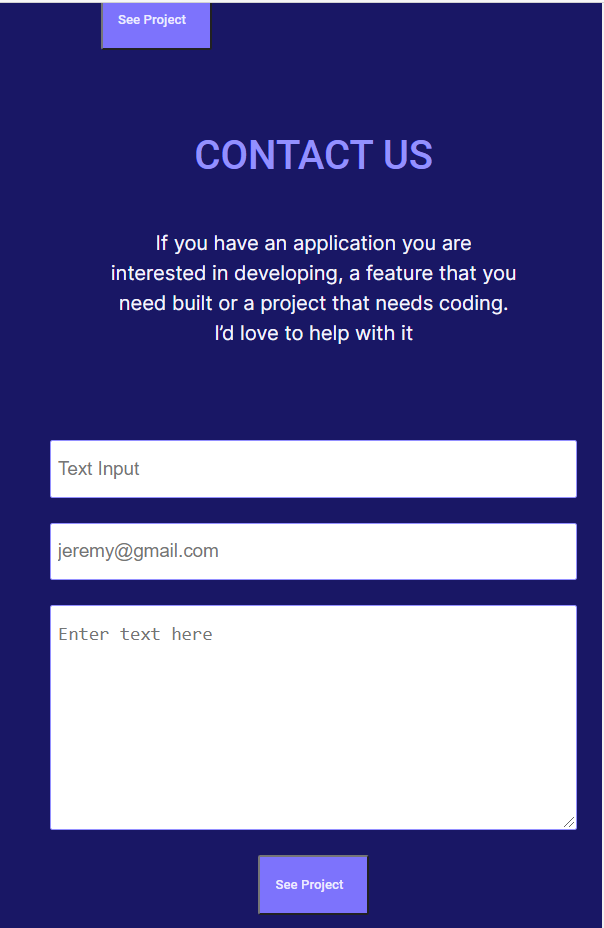 See Project
CONTACT US
If you have an application you are
interested in developing, a feature that you
need built or a project that needs coding.
I’d love to help with it
Text Input
jeremy@gmail.com
Enter text here
See Project